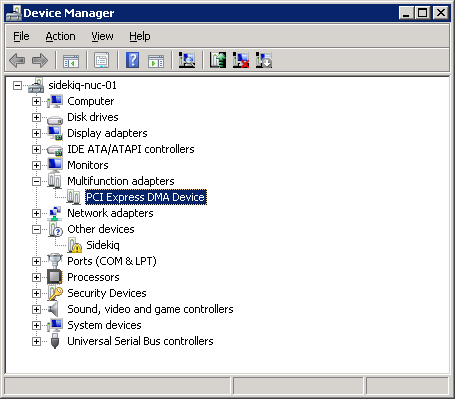 Device Manager
File Action View Help
sidekiq-nuc-01
Computer
Disk drives
Display adapters
IDE ATA/ATAPI controllers
Monitors
Multifunction adapters
PCI Express DMA Device
Network adapters
Other devices
Sidekiq
Ports (COM & LPT)
Processors
Security Devices
Sound, video and game controllers
System devices
Universal Serial Bus controllers